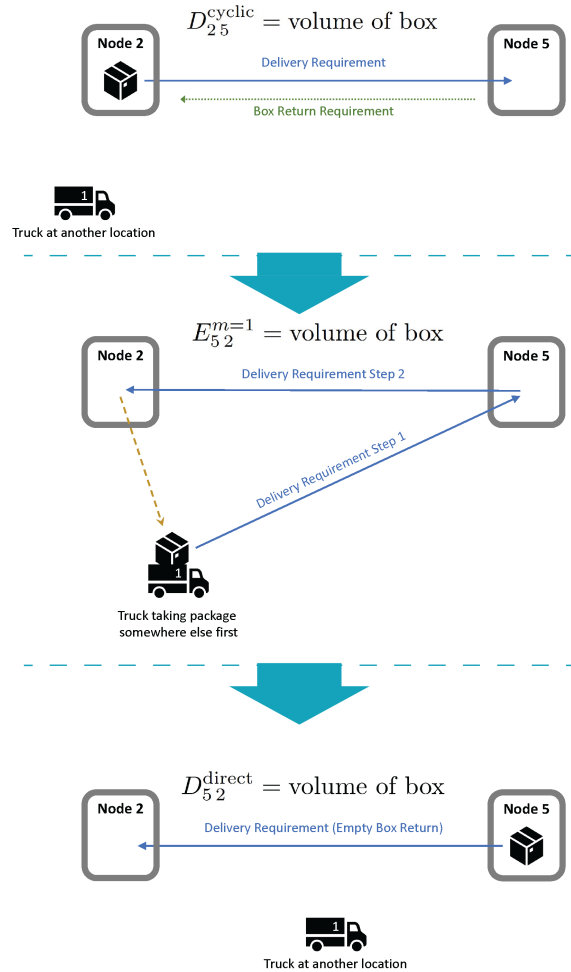 D_{2 5}^{cyclic} = volume of box
Node 2
Node 5
Delivery Requirement
Box Return Requirement
1
Truck at another location
E_{5 2}^{m=1} = volume of box
Node 2
Node 5
Delivery Requirement Step 2
Delivery Requirement Step 1
1
Truck taking package
somewhere else first
D_{5 2}^{direct} = volume of box
Node 2
Node 5
Delivery Requirement (Empty Box Return)
1
Truck at another location